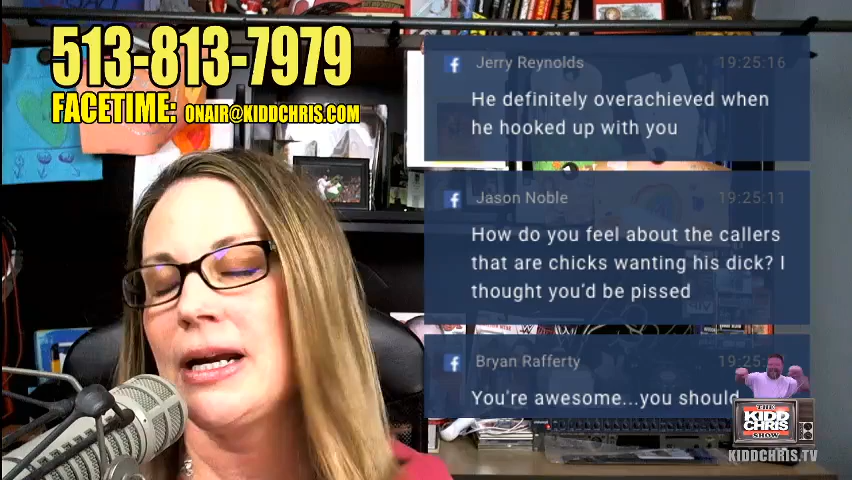 513-813-7979
FACETIME: ONAIR@KIDDCHRIS.COM
Jerry Reynolds 19:25:16
He definitely overachieved when
he hooked up with you
Jason Noble 19:25:11
How do you feel about the callers
that are chicks wanting his dick? I
thought you'd be pissed
Bryan Rafferty 19:25:
You're awesome...you should
THE
KIDD
CHRIS
SHOW
KIDDCHRIS.TV